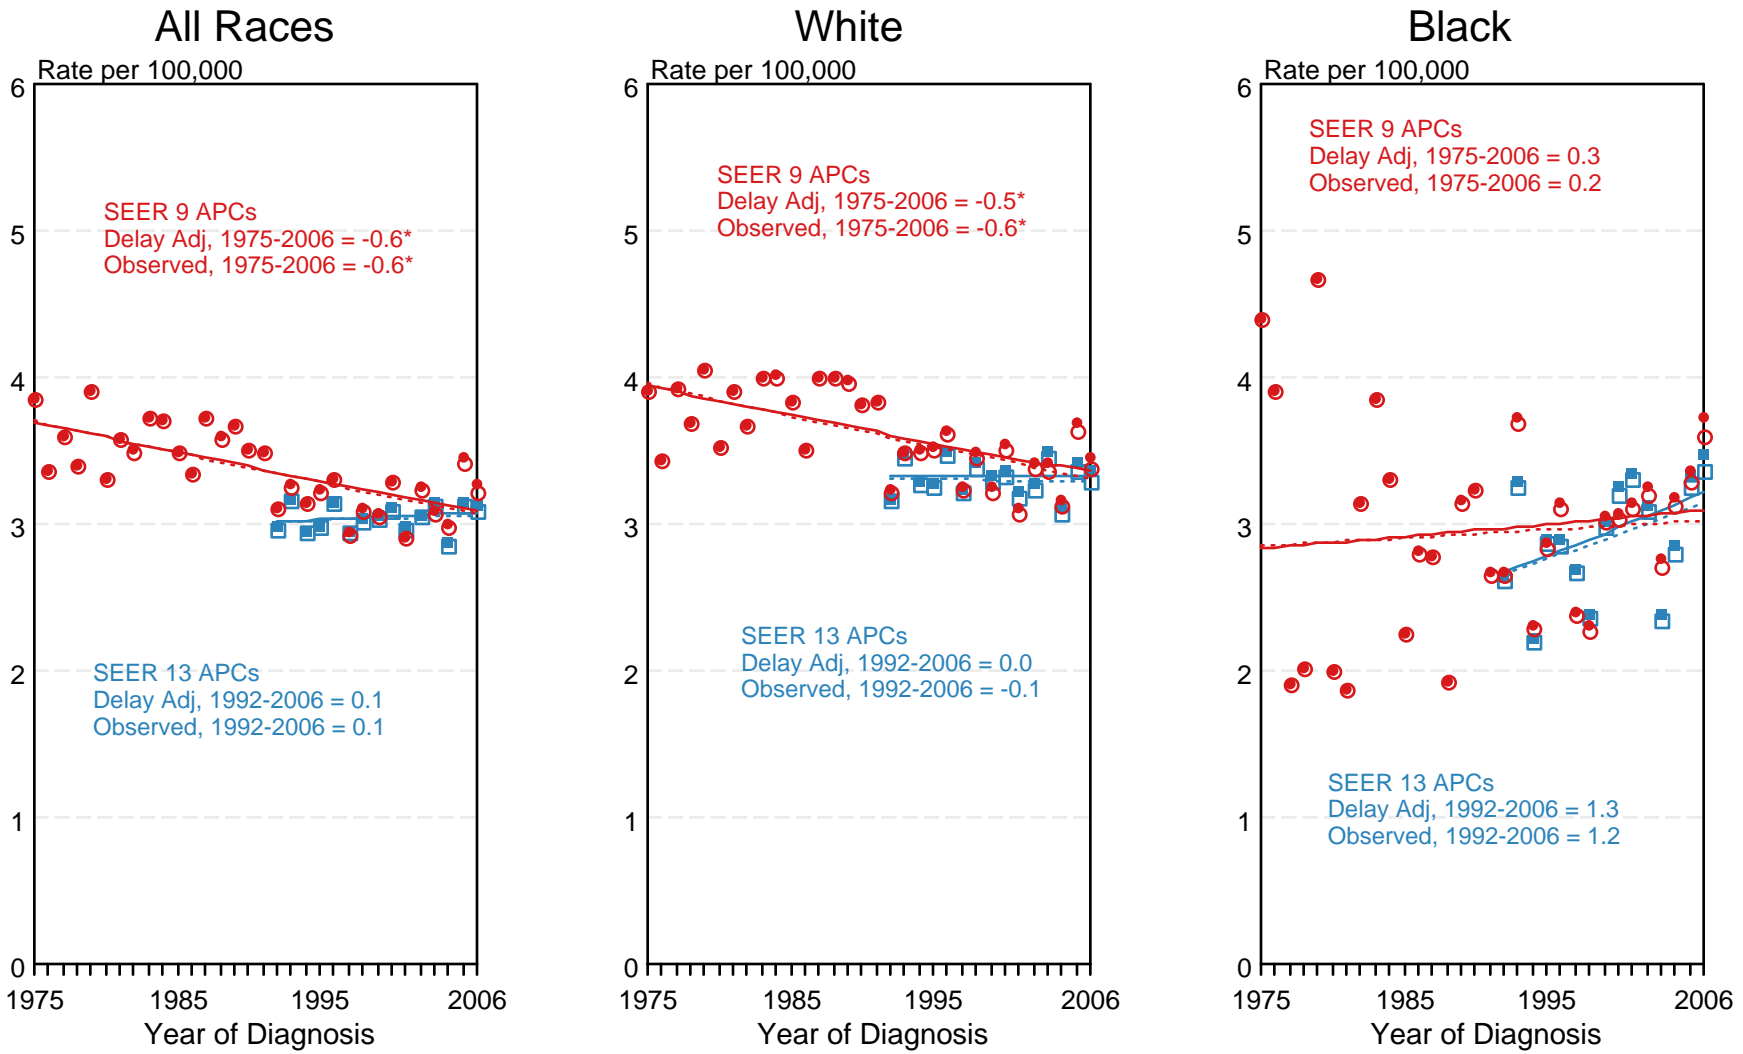 All Races
Rate per 100,000
6
5
4
3
2
1
0
SEER 9 APCs
Delay Adj, 1975-2006 = -0.6*
Observed, 1975-2006 = -0.6*
SEER 13 APCs
Delay Adj, 1992-2006 = 0.1
Observed, 1992-2006 = 0.1
1975 1985 1995 2006
Year of Diagnosis
White
Rate per 100,000
6
5
4
3
2
1
0
SEER 9 APCs
Delay Adj, 1975-2006 = -0.5*
Observed, 1975-2006 = -0.6*
SEER 13 APCs
Delay Adj, 1992-2006 = 0.0
Observed, 1992-2006 = -0.1
1975 1985 1995 2006
Year of Diagnosis
Black
Rate per 100,000
6
5
4
3
2
1
0
SEER 9 APCs
Delay Adj, 1975-2006 = 0.3
Observed, 1975-2006 = 0.2
SEER 13 APCs
Delay Adj, 1992-2006 = 1.3
Observed, 1992-2006 = 1.2
1975 1985 1995 2006
Year of Diagnosis